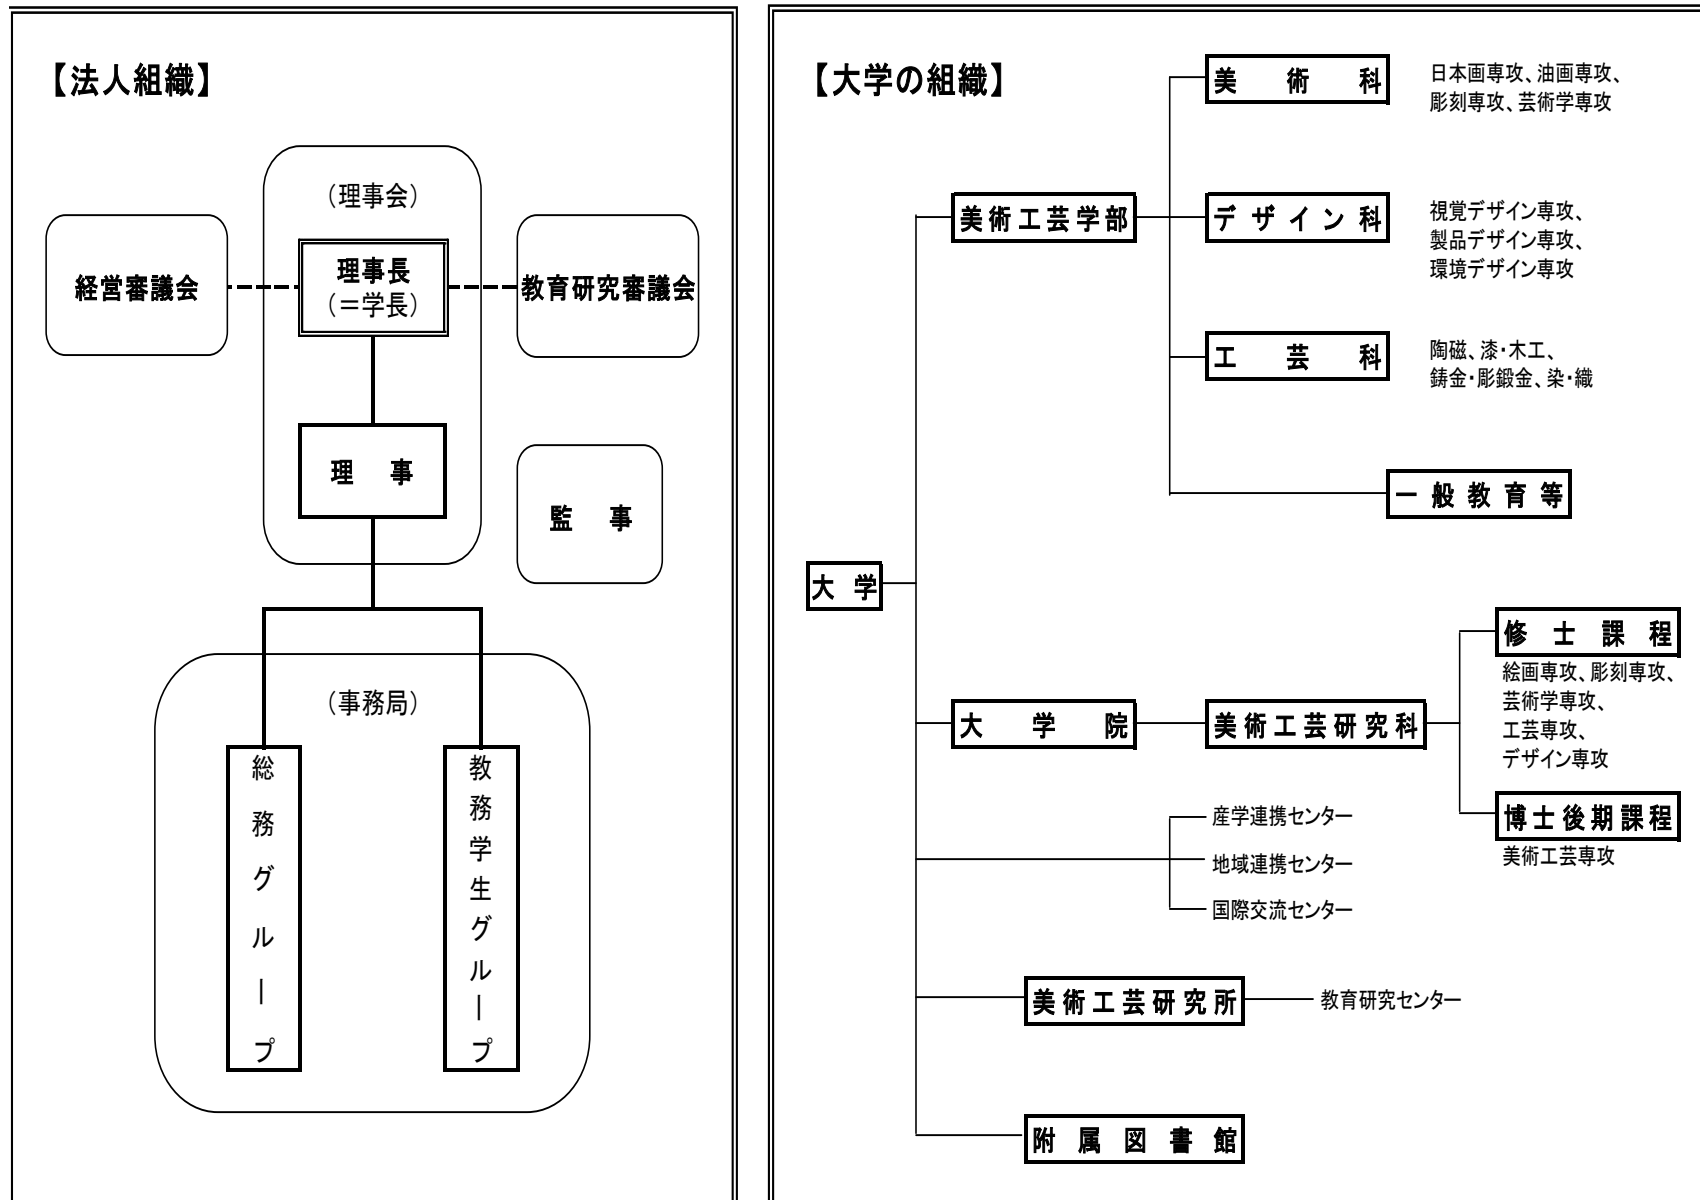 【法人組織】
（理事会）
経営審議会
理事長
（＝学長）
教育研究審議会
理事
監事
（事務局）
総務グループ
教務学生グループ
【大学の組織】
大学
美術工芸学部
美術科
日本画専攻、油画専攻、
彫刻専攻、芸術学専攻
デザイン科
視覚デザイン専攻、
製品デザイン専攻、
環境デザイン専攻
工芸科
陶磁、漆・木工、
鋳金・彫鍛金、染・織
一般教育等
大学院
美術工芸研究科
修士課程
絵画専攻、彫刻専攻、
芸術学専攻、
工芸専攻、
デザイン専攻
博士後期課程
美術工芸専攻
産学連携センター
地域連携センター
国際交流センター
美術工芸研究所
教育研究センター
附属図書館